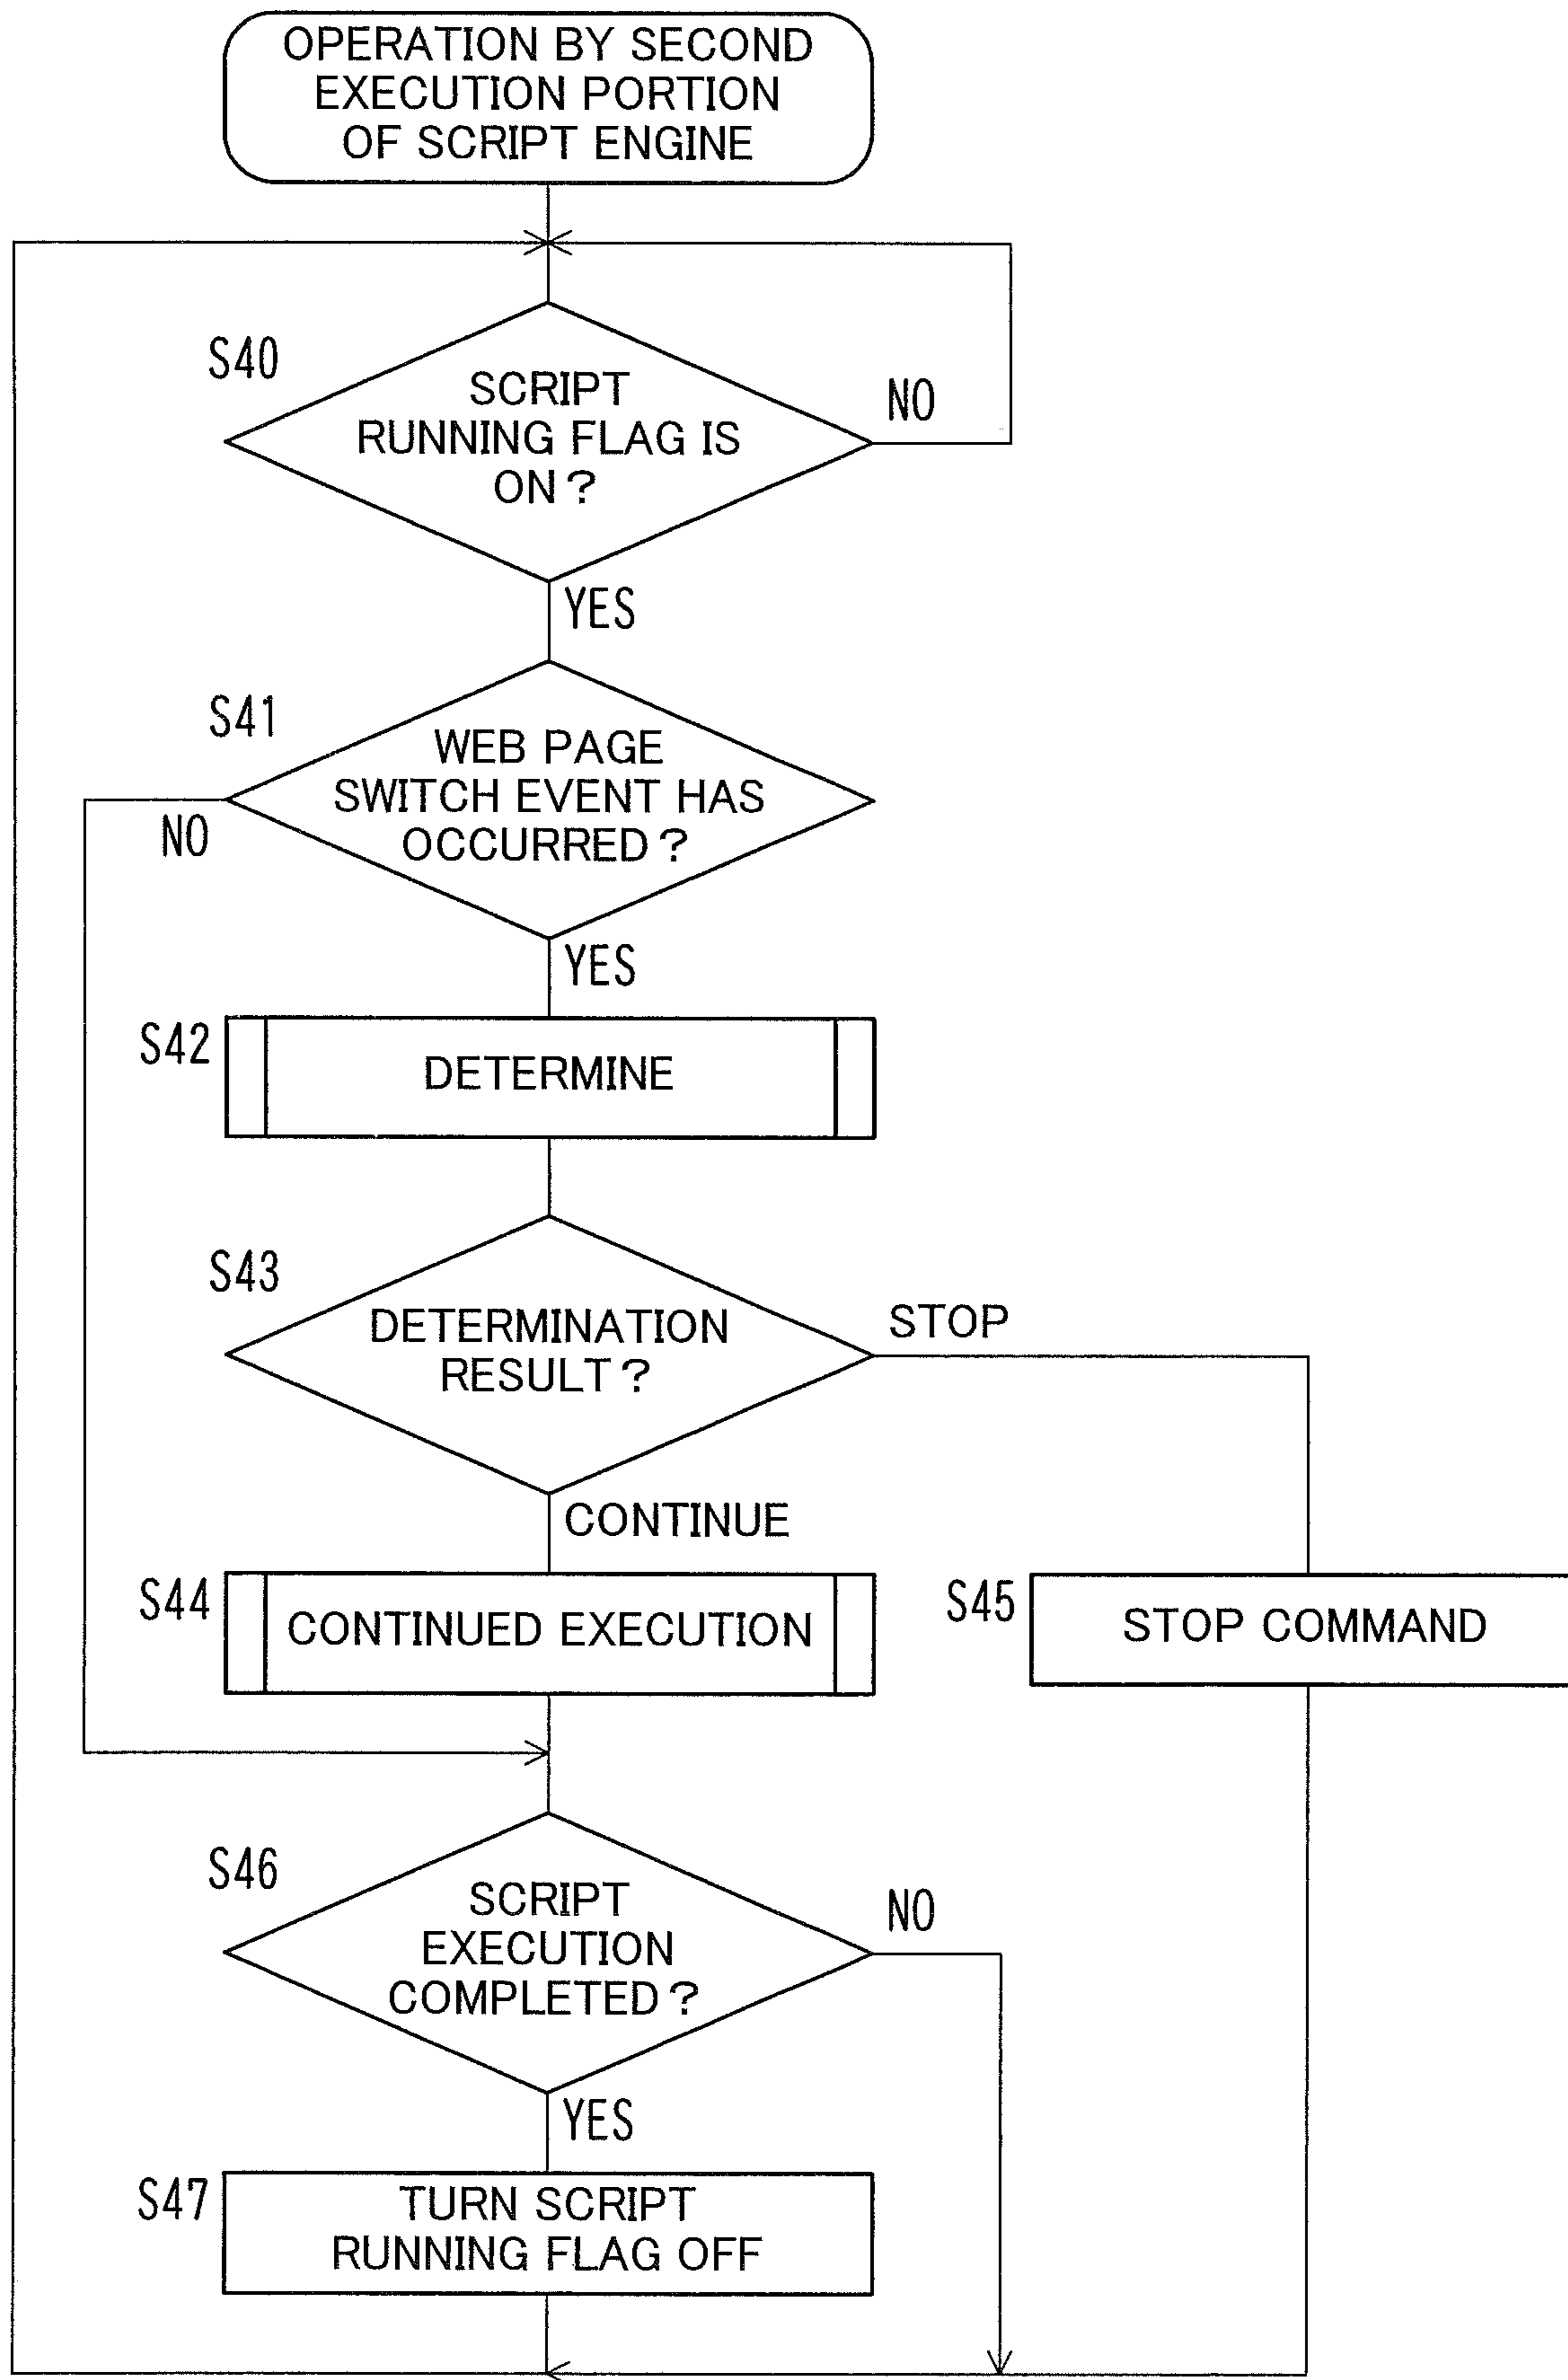 OPERATION BY SECOND
EXECUTION PORTION
OF SCRIPT ENGINE
S40
SCRIPT
RUNNING FLAG IS
ON?
NO
YES
S41
WEB PAGE
SWITCH EVENT HAS
OCCURRED?
NO
YES
S42
DETERMINE
S43
DETERMINATION
RESULT?
STOP
CONTINUE
S44
CONTINUED EXECUTION
S45
STOP COMMAND
S46
SCRIPT
EXECUTION
COMPLETED?
NO
YES
S47
TURN SCRIPT
RUNNING FLAG OFF